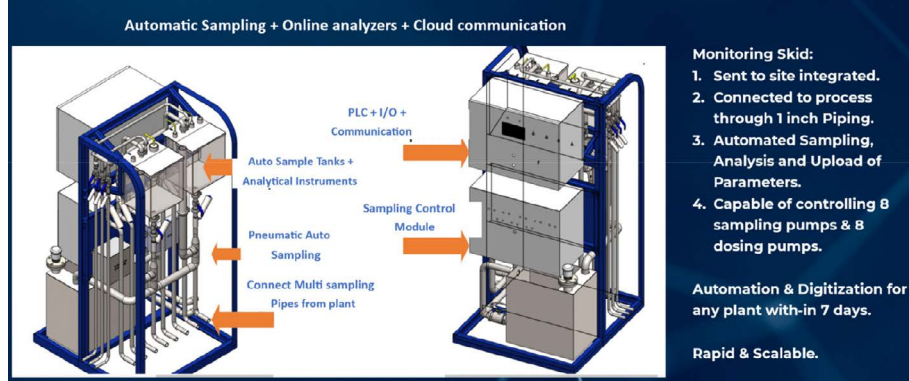 Automatic Sampling + Online analyzers + Cloud communication
PLC + I/O +
Communication
Auto Sample Tanks +
Analytical Instruments
Sampling Control
Module
Pneumatic Auto
Sampling
Connect Multi sampling
Pipes from plant
Monitoring Skid:
1. Sent to site integrated.
2. Connected to process
through 1 inch Piping.
3. Automated Sampling,
Analysis and Upload of
Parameters.
4. Capable of controlling 8
sampling pumps & 8
dosing pumps.
Automation & Digitization for
any plant with-in 7 days.
Rapid & Scalable.